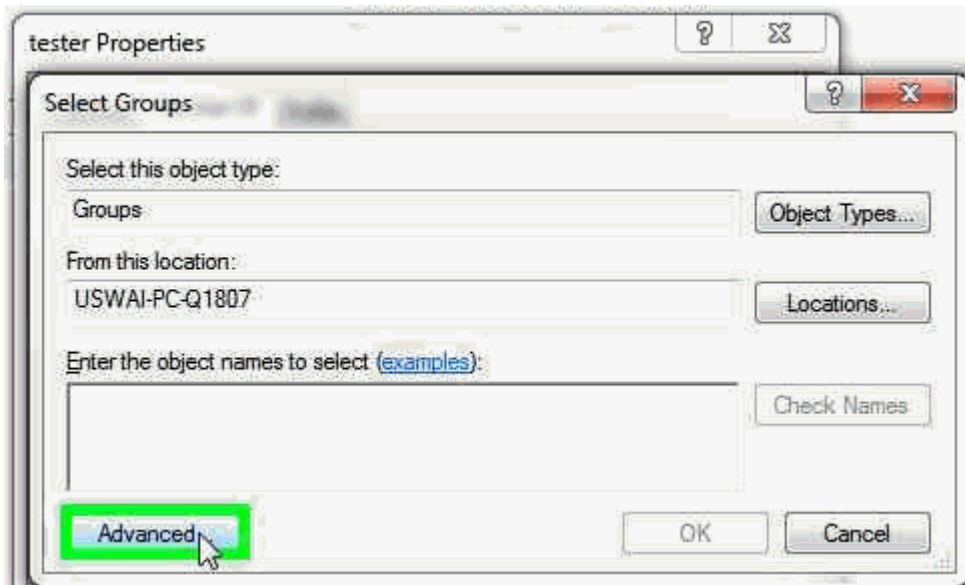 tester Properties
Select Groups
Select this object type:
Groups
Object Types...
From this location:
USWAI-PC-Q1807
Locations...
Enter the object names to select (examples):
Check Names
Advanced...
OK
Cancel